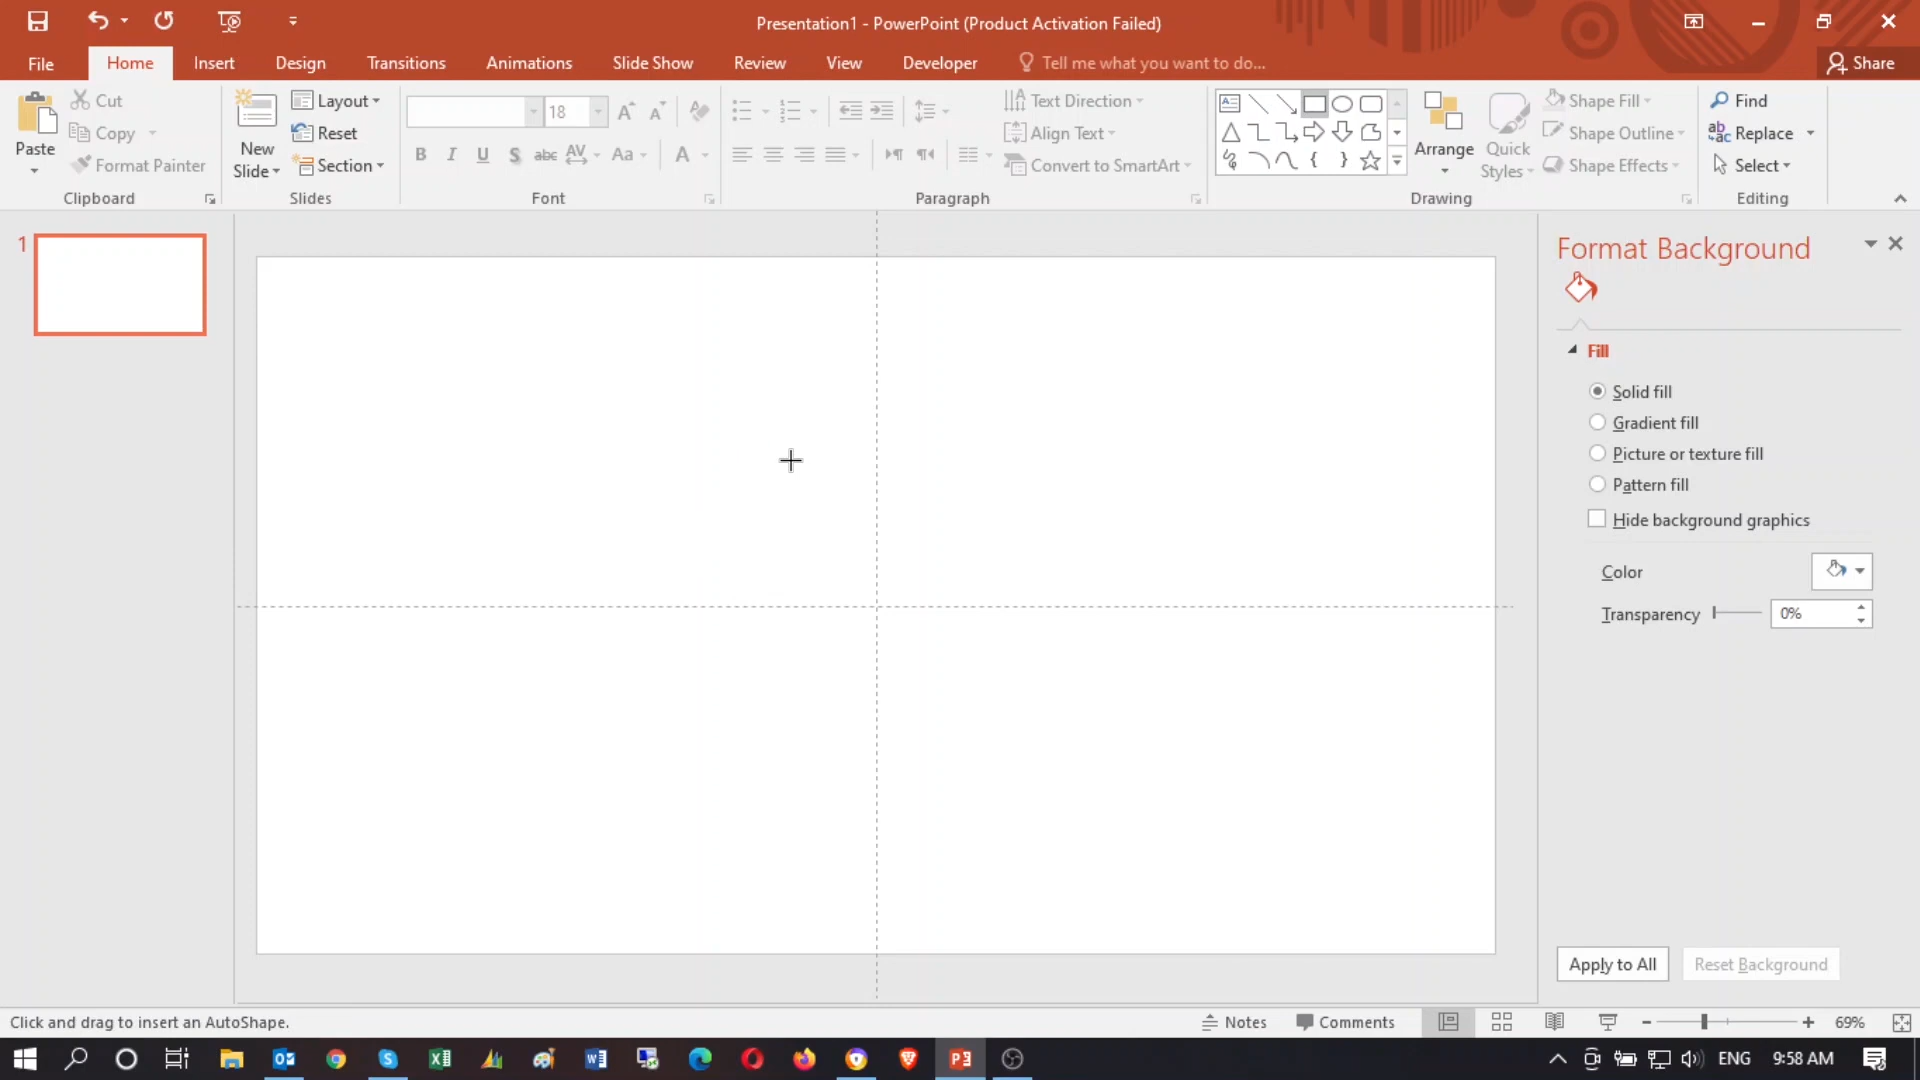 Presentation1 - PowerPoint (Product Activation Failed)
File Home Insert Design Transitions Animations Slide Show Review View Developer Tell me what you want to do... Share
Cut Layout 18 Text Direction Shape Fill Find
Copy Reset Align Text Shape Outline Replace
Paste New Slide Arrange Quick Styles
Format Painter Section B I U S abc AV Aa A Convert to SmartArt Shape Effects Select
Clipboard Slides Font Paragraph Drawing Editing
1
Format Background
Fill
Solid fill
Gradient fill
Picture or texture fill
Pattern fill
Hide background graphics
Color
Transparency 0%
Apply to All Reset Background
Click and drag to insert an AutoShape. Notes Comments 69%
ENG 9:58 AM